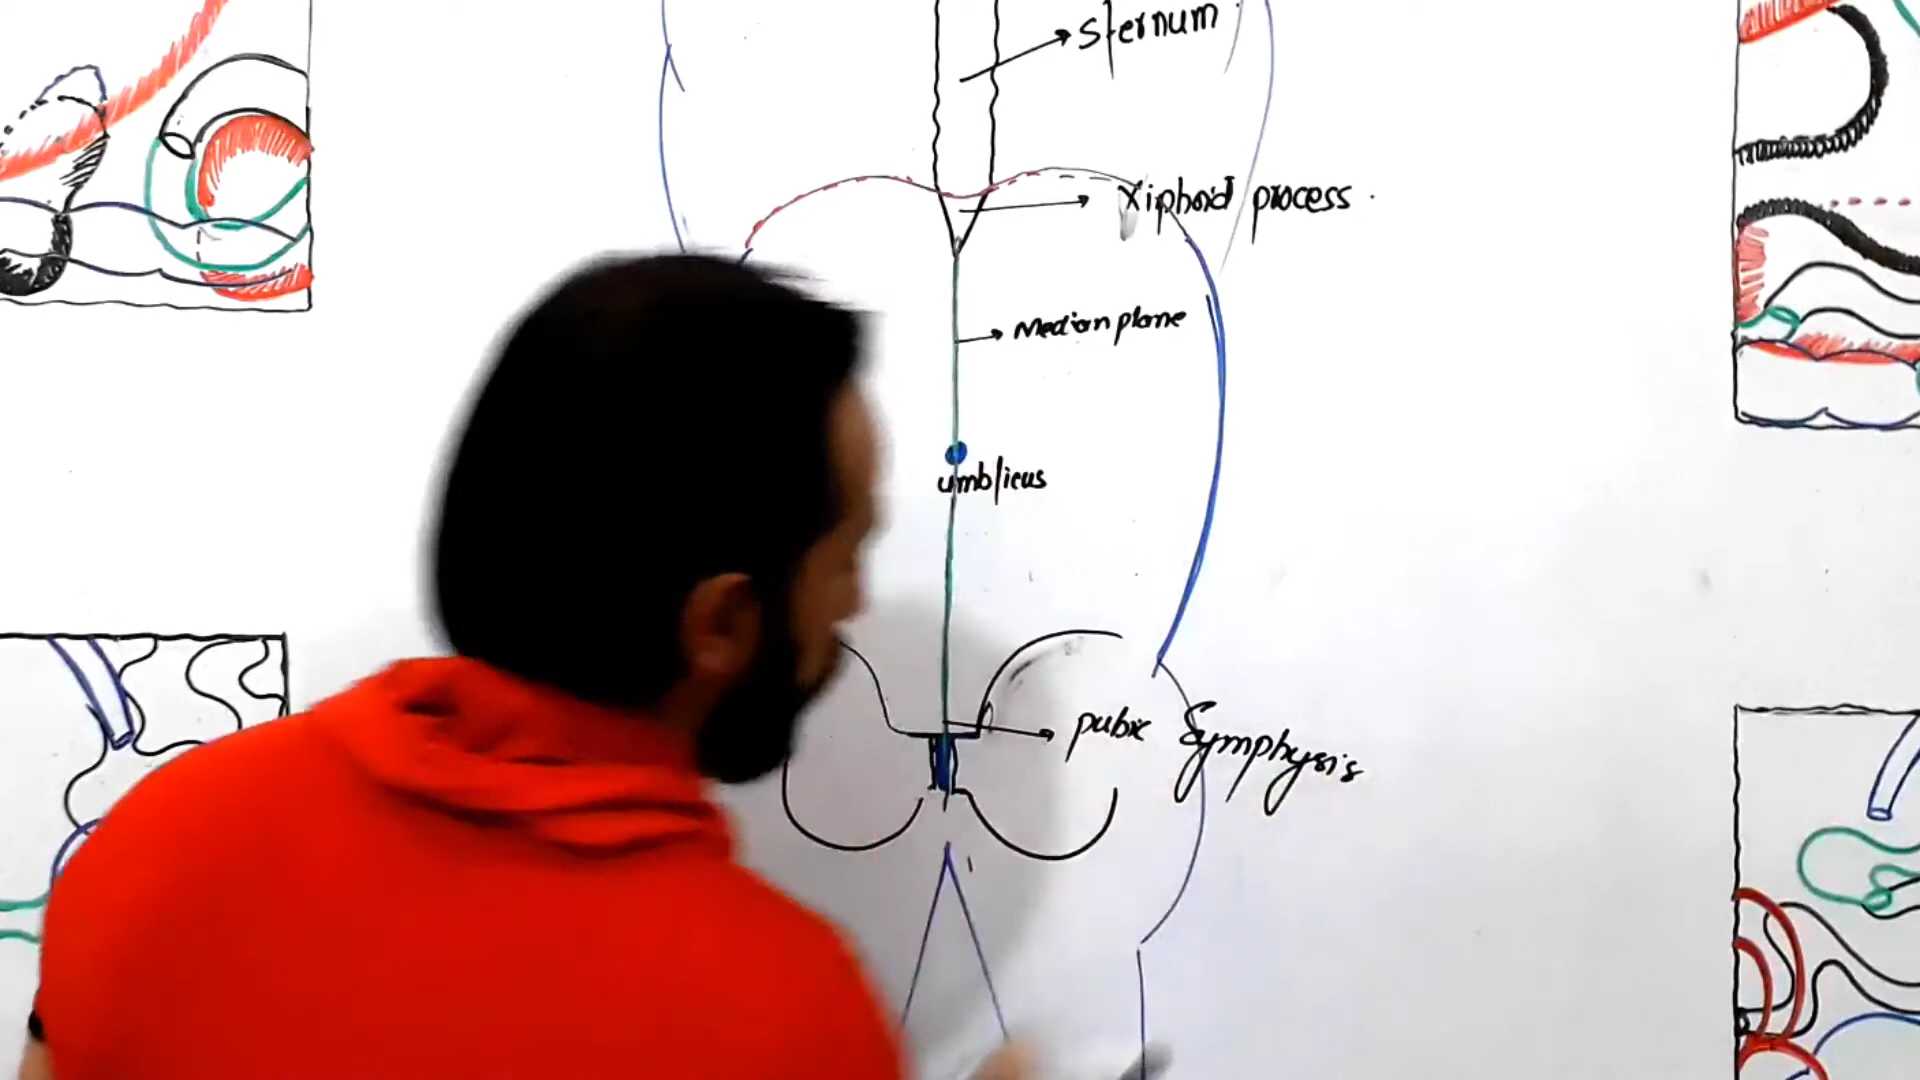 sternum
Xiphoid process
Median plane
umblicus
pubic Symphysis